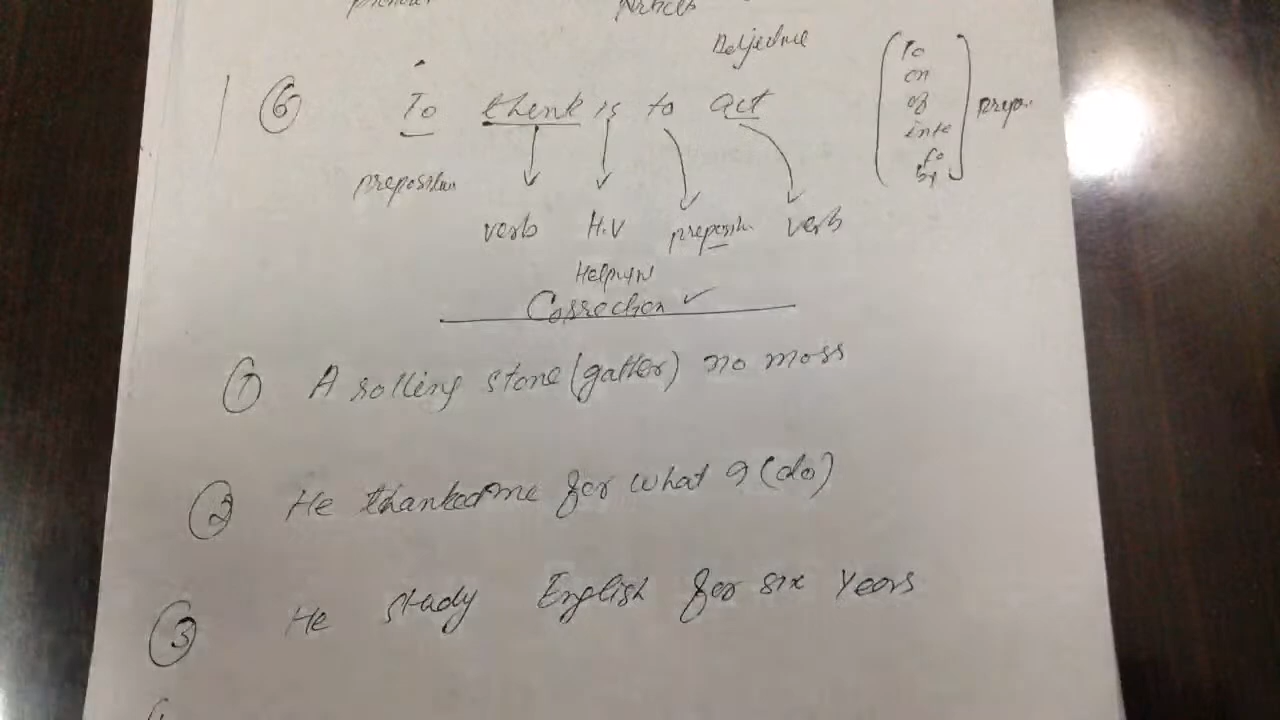 Articles
Adjective
6 To think is to act
To
on
of
into
fo
by
prepo
preposition
verb H.V preposition verb
Helping
Correction ✓
1 A rolling stone (gather) no moss
2 He thanked me for what I (do)
3 He study English for six years